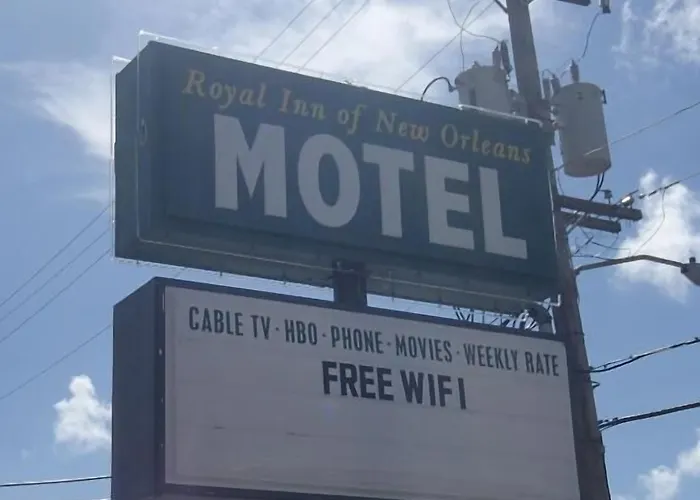 Royal Inn of New Orleans
MOTEL
CABLE TV · HBO · PHONE · MOVIES · WEEKLY RATE
FREE WIFI